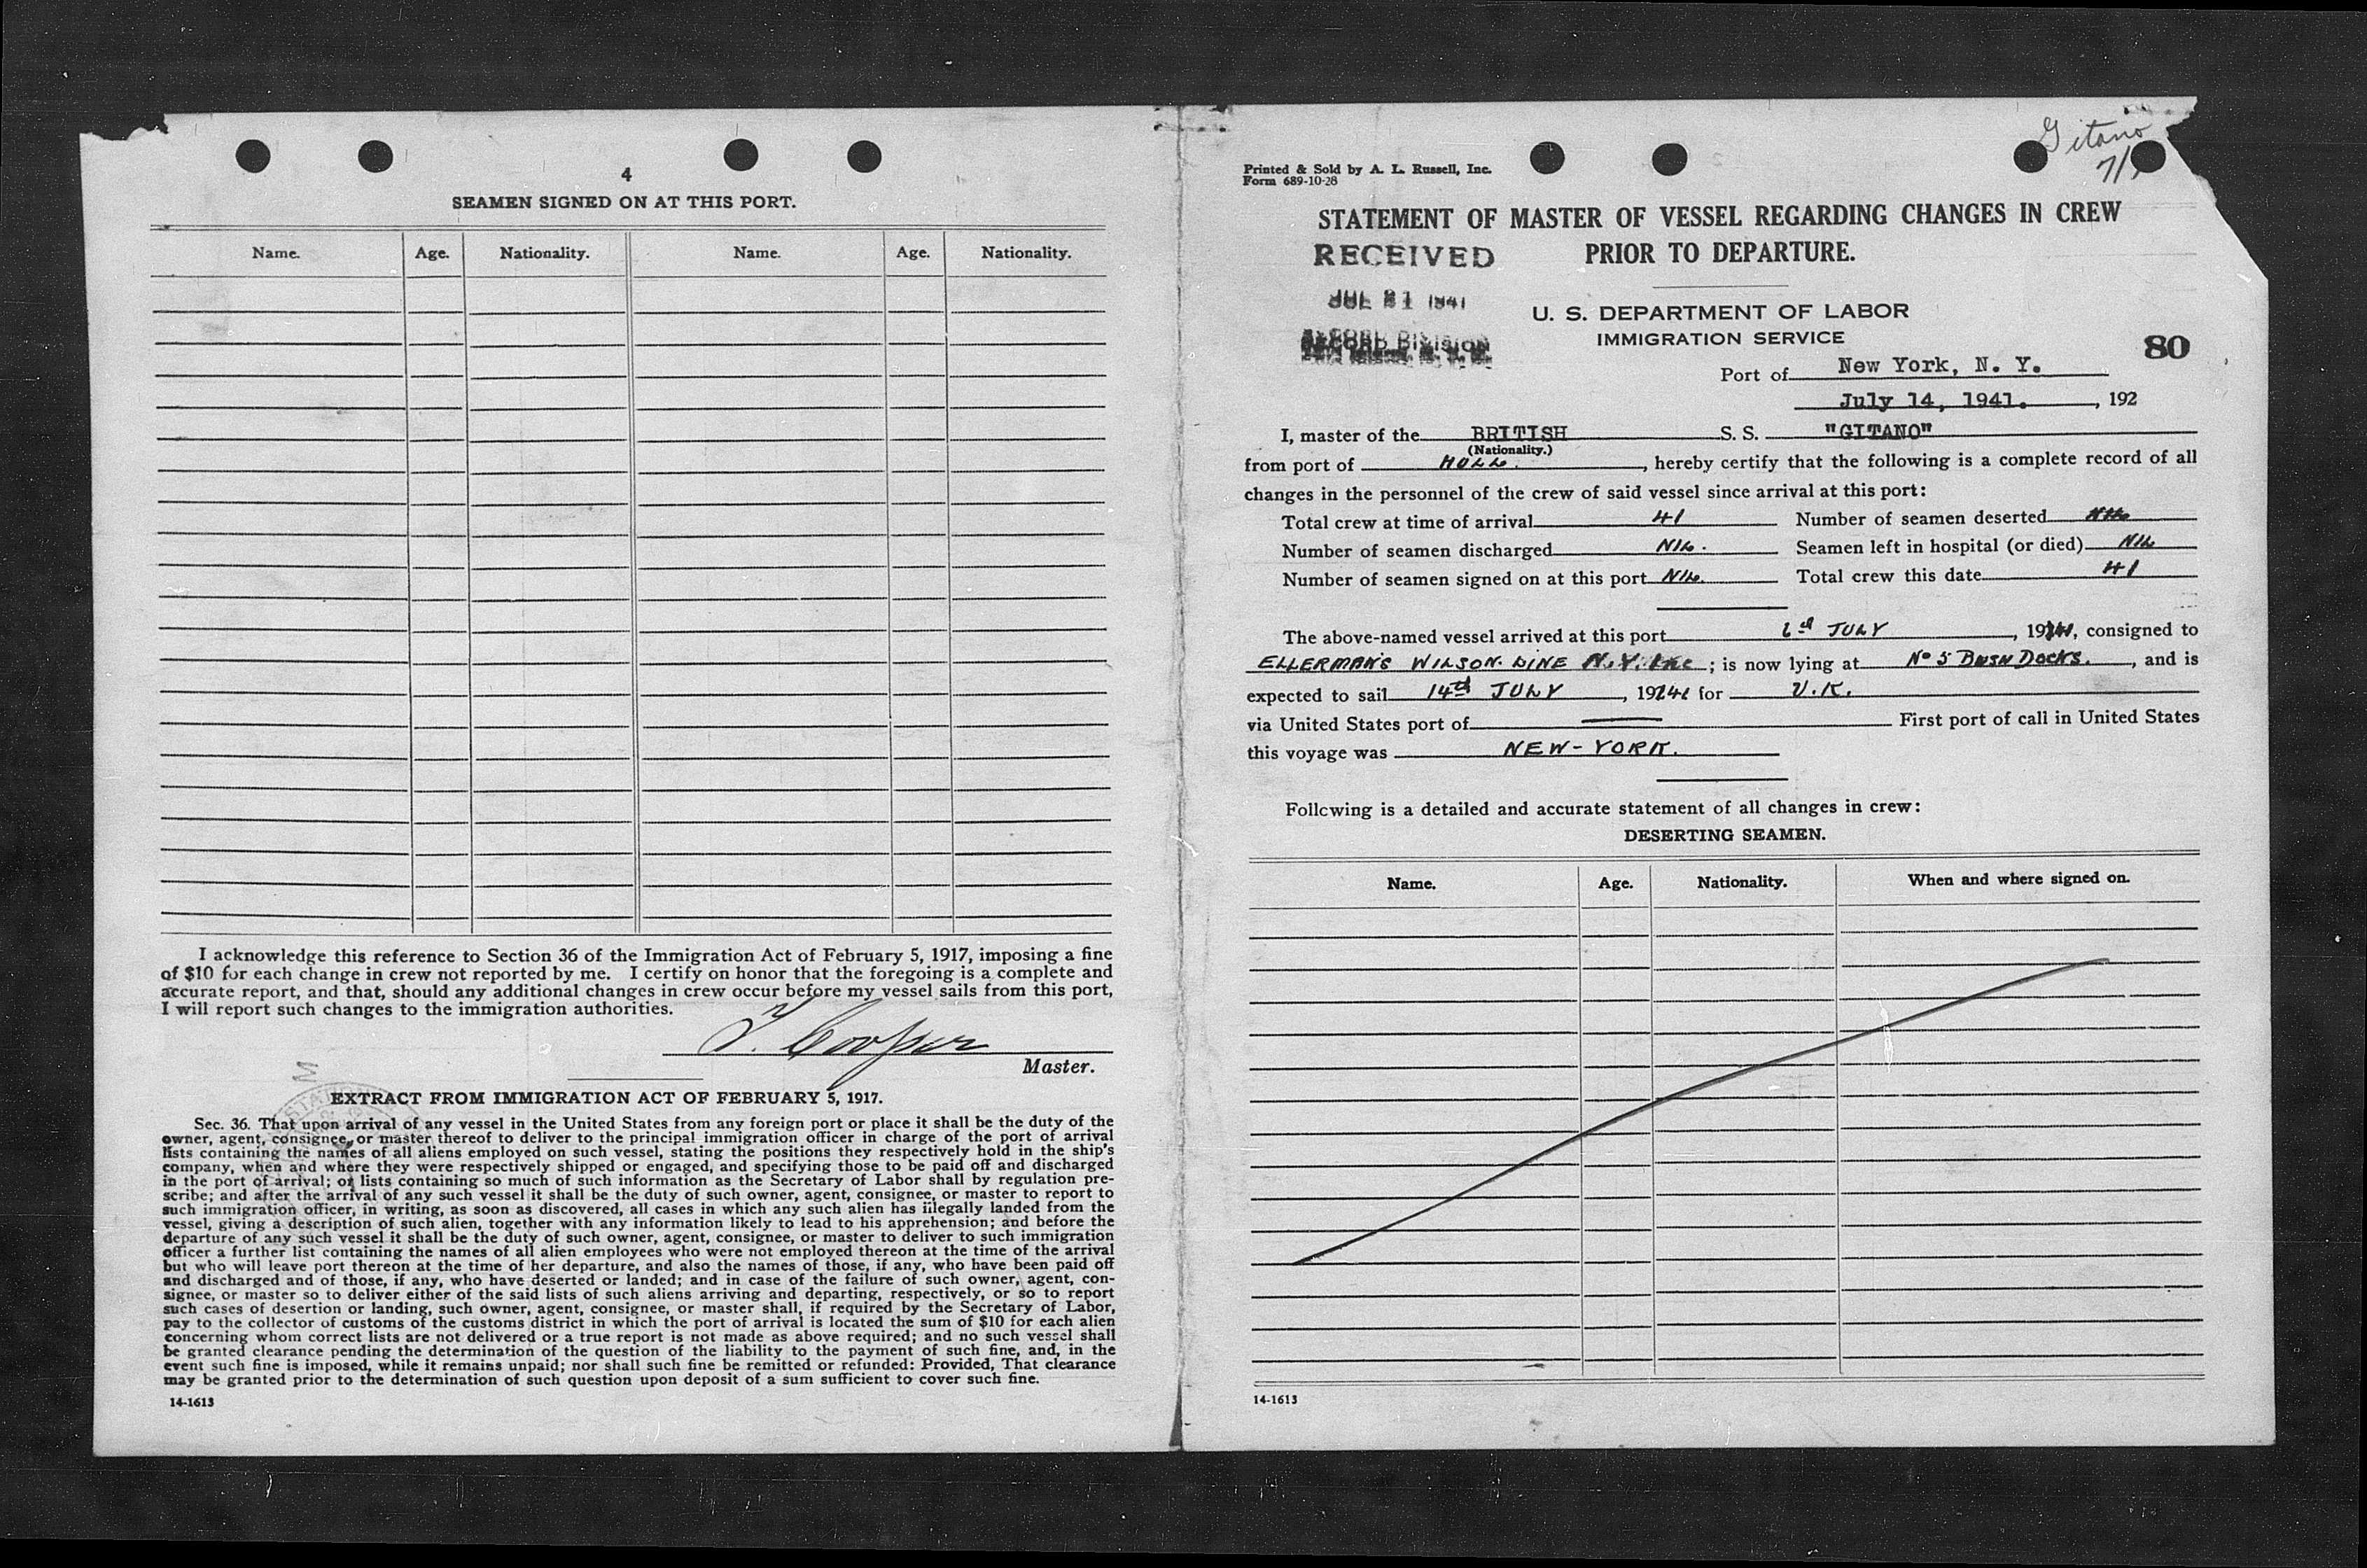 4
SEAMEN SIGNED ON AT THIS PORT.
Name. Age. Nationality. Name. Age. Nationality.
I acknowledge this reference to Section 36 of the Immigration Act of February 5, 1917, imposing a fine
of $10 for each change in crew not reported by me. I certify on honor that the foregoing is a complete and
accurate report, and that, should any additional changes in crew occur before my vessel sails from this port,
I will report such changes to the immigration authorities.
Cooper
Master.
EXTRACT FROM IMMIGRATION ACT OF FEBRUARY 5, 1917.
Sec. 36. That upon arrival of any vessel in the United States from any foreign port or place it shall be the duty of the
owner, agent, consignee, or master thereof to deliver to the principal immigration officer in charge of the port of arrival
lists containing the names of all aliens employed on such vessel, stating the positions they respectively hold in the ship's
company, when and where they were respectively shipped or engaged, and specifying those to be paid off and discharged
in the port of arrival; or lists containing so much of such information as the Secretary of Labor shall by regulation pre-
scribe; and after the arrival of any such vessel it shall be the duty of such owner, agent, consignee, or master to report to
such immigration officer, in writing, as soon as discovered, all cases in which any such alien has illegally landed from the
vessel, giving a description of such alien, together with any information likely to lead to his apprehension; and before the
departure of any such vessel it shall be the duty of such owner, agent, consignee, or master to deliver to such immigration
officer a further list containing the names of all alien employees who were not employed thereon at the time of the arrival
but who will leave port thereon at the time of her departure, and also the names of those, if any, who have been paid off
and discharged and of those, if any, who have deserted or landed; and in case of the failure of such owner, agent, con-
signee, or master so to deliver either of the said lists of such aliens arriving and departing, respectively, or so to report
such cases of desertion or landing, such owner, agent, consignee, or master shall, if required by the Secretary of Labor,
pay to the collector of customs of the customs district in which the port of arrival is located the sum of $10 for each alien
concerning whom correct lists are not delivered or a true report is not made as above required; and no such vessel shall
be granted clearance pending the determination of the question of the liability to the payment of such fine, and, in the
event such fine is imposed, while it remains unpaid; nor shall such fine be remitted or refunded: Provided, That clearance
may be granted prior to the determination of such question upon deposit of a sum sufficient to cover such fine.
14-1613
Gitano
Printed & Sold by A. L. Russell, Inc.
Form 689-10-28
STATEMENT OF MASTER OF VESSEL REGARDING CHANGES IN CREW
PRIOR TO DEPARTURE.
RECEIVED
JUL 21 1941
RECORD DIVISION
U. S. DEPARTMENT OF LABOR
IMMIGRATION SERVICE
80
Port of New York, N. Y.
July 14, 1941. , 192
I, master of the BRITISH S. S. "GITANO"
(Nationality.)
from port of HULL. , hereby certify that the following is a complete record of all
changes in the personnel of the crew of said vessel since arrival at this port:
Total crew at time of arrival 41 Number of seamen deserted NIL
Number of seamen discharged NIL. Seamen left in hospital (or died) NIL
Number of seamen signed on at this port NIL. Total crew this date 41
The above-named vessel arrived at this port JULY , 1941, consigned to
ELLERMAN'S WILSON. LINE N.Y. Inc ; is now lying at No 5 BUSH DOCKS. , and is
expected to sail 14th JULY , 1941 for U.K.
via United States port of First port of call in United States
this voyage was NEW-YORK.
Following is a detailed and accurate statement of all changes in crew:
DESERTING SEAMEN.
Name. Age. Nationality. When and where signed on.
14-1613